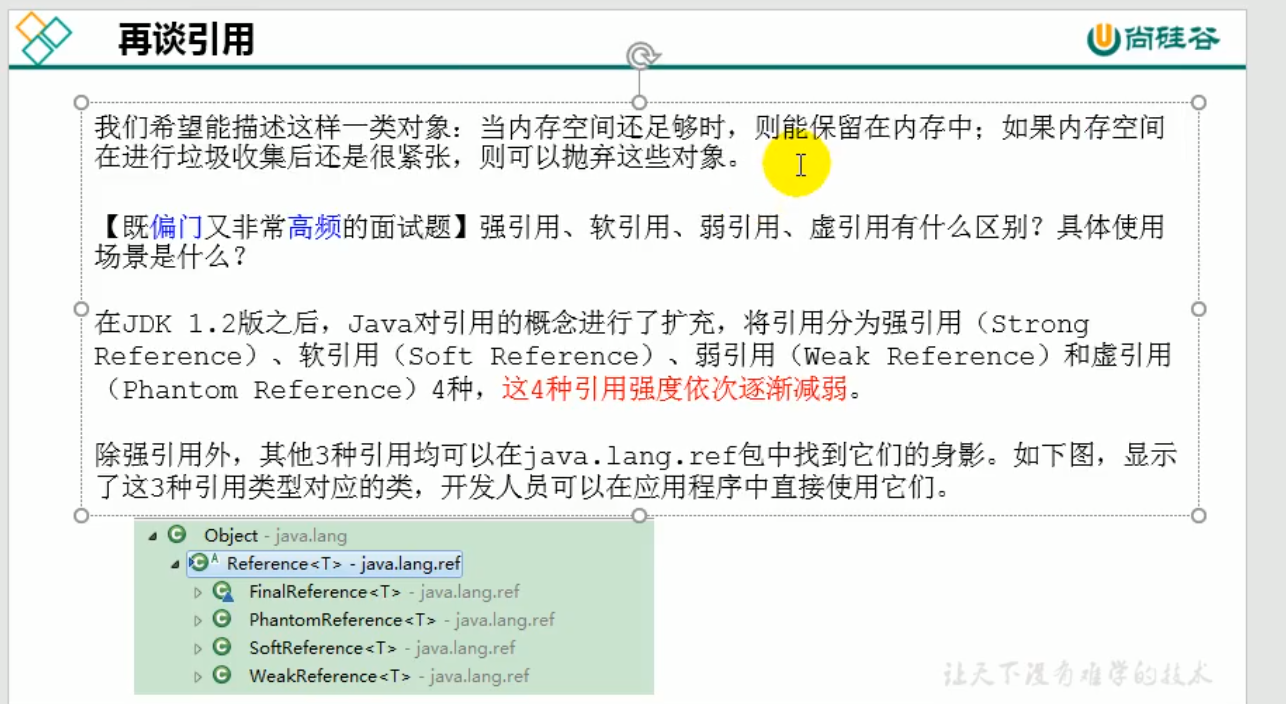 再谈引用
尚硅谷
我们希望能描述这样一类对象：当内存空间还足够时，则能保留在内存中；如果内存空间
在进行垃圾收集后还是很紧张，则可以抛弃这些对象。
【既偏门又非常高频的面试题】强引用、软引用、弱引用、虚引用有什么区别？具体使用
场景是什么？
在JDK 1.2版之后，Java对引用的概念进行了扩充，将引用分为强引用（Strong
Reference）、软引用（Soft Reference）、弱引用（Weak Reference）和虚引用
（Phantom Reference）4种，这4种引用强度依次逐渐减弱。
除强引用外，其他3种引用均可以在java.lang.ref包中找到它们的身影。如下图，显示
了这3种引用类型对应的类，开发人员可以在应用程序中直接使用它们。
Object - java.lang
Reference<T> - java.lang.ref
FinalReference<T> - java.lang.ref
PhantomReference<T> - java.lang.ref
SoftReference<T> - java.lang.ref
WeakReference<T> - java.lang.ref
让天下没有难学的技术